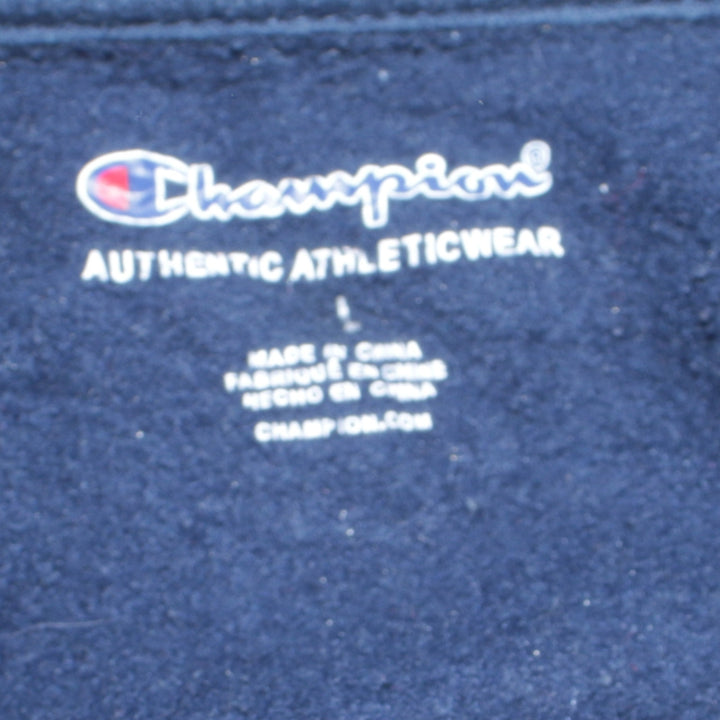 Champion®
AUTHENTIC ATHLETICWEAR
L
MADE IN CHINA
FABRIQUÉ EN CHINE
HECHO EN CHINA
CHAMPION.COM